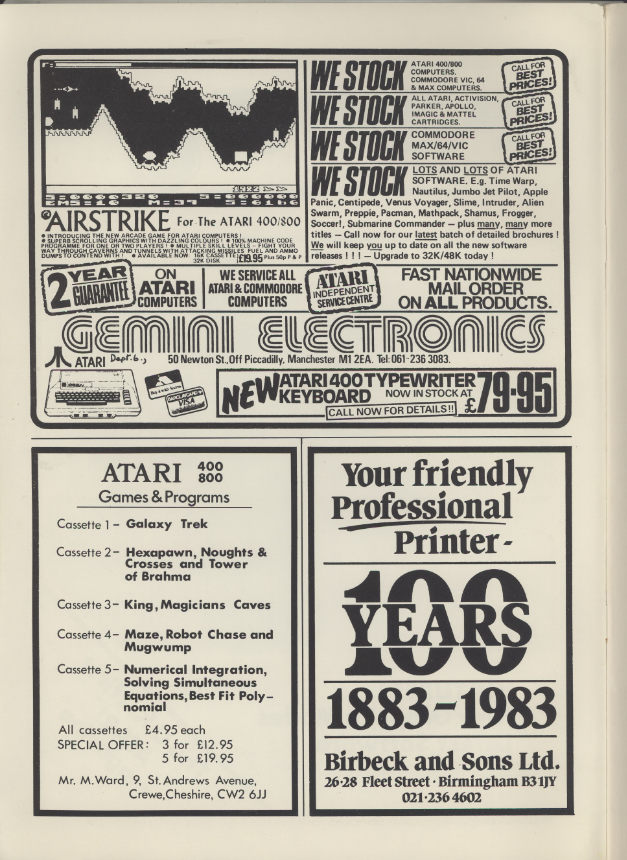 WE STOCK
ATARI 400/800
COMPUTERS.
COMMODORE VIC, 64
& MAX COMPUTERS.
CALL FOR
BEST
PRICES!
WE STOCK
ALL ATARI, ACTIVISION,
PARKER, APOLLO,
IMAGIC & MATTEL
CARTRIDGES.
CALL FOR
BEST
PRICES!
WE STOCK
COMMODORE
MAX/64/VIC
SOFTWARE
CALL FOR
BEST
PRICES!
WE STOCK
LOTS and LOTS OF ATARI
SOFTWARE. E.g. Time Warp,
Nautilus, Jumbo Jet Pilot, Apple
Panic, Centipede, Venus Voyager, Slime, Intruder, Alien
Swarm, Preppie, Pacman, Mathpack, Shamus, Frogger,
Soccer!, Submarine Commander – plus many, many more
titles – Call now for our latest batch of detailed brochures !
We will keep you up to date on all the new software
releases ! ! ! – Upgrade to 32K/48K today !
AIRSTRIKE For The ATARI 400/800
● INTRODUCING THE NEW ARCADE GAME FOR ATARI COMPUTERS !
● SUPERB SCROLLING GRAPHICS WITH DAZZLING COLOURS ! ● 100% MACHINE CODE
PROGRAMME FOR ONE OR TWO PLAYERS ! ● MULTIPLE SKILL LEVELS – FIGHT YOUR
WAY THROUGH CAVERNS AND TUNNELS WITH ATTACKING MISSILES FUEL AND AMMO
DUMPS TO CONTEND WITH ! ● AVAILABLE NOW 16K CASSETTE
32K DISK £19.95 Plus 50p P & P
2 YEAR
GUARANTEE
ON
ATARI
COMPUTERS
WE SERVICE ALL
ATARI & COMMODORE
COMPUTERS
ATARI
INDEPENDENT
SERVICE CENTRE
FAST NATIONWIDE
MAIL ORDER
ON ALL PRODUCTS.
GEMINI ELECTRONICS
ATARI Dept. 6., 50 Newton St., Off Piccadilly, Manchester M1 2EA. Tel: 061-236 3083.
VISA
NEW ATARI 400 TYPEWRITER
KEYBOARD NOW IN STOCK AT
£79·95
CALL NOW FOR DETAILS!!
ATARI 400
800
Games & Programs
Cassette 1 – Galaxy Trek
Cassette 2 – Hexapawn, Noughts &
Crosses and Tower
of Brahma
Cassette 3 – King, Magicians Caves
Cassette 4 – Maze, Robot Chase and
Mugwump
Cassette 5 – Numerical Integration,
Solving Simultaneous
Equations, Best Fit Poly–
nomial
All cassettes £4.95 each
SPECIAL OFFER: 3 for £12.95
5 for £19.95
Mr. M. Ward, 9, St. Andrews Avenue,
Crewe, Cheshire, CW2 6JJ
Your friendly
Professional
Printer -
100
YEARS
1883–1983
Birbeck and Sons Ltd.
26-28 Fleet Street · Birmingham B3 1JY
021·236 4602